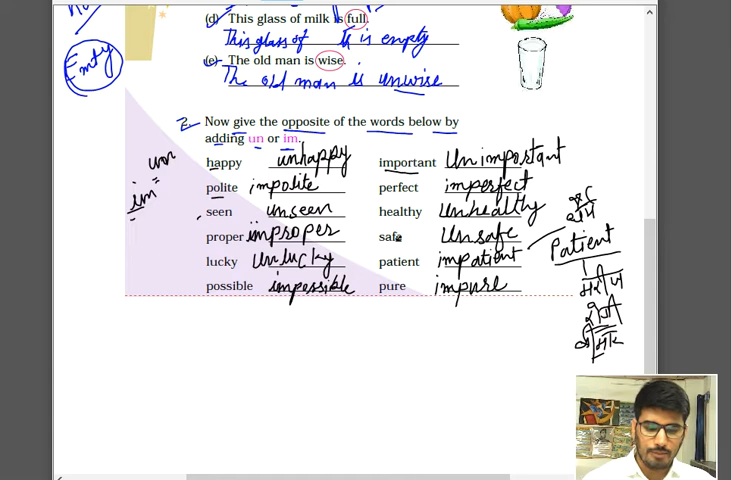 (d) This glass of milk is full.
This glass of is empty
Emty
(e) The old man is wise.
The old man is unwise
2. Now give the opposite of the words below by
adding un or im.
un
im
happy unhappy important Unimportant
polite impolite perfect imperfect
seen unseen healthy Unhealthy
proper improper safe Unsafe
lucky Unlucky patient impatient
possible impossible pure impure
Patient
मरीज